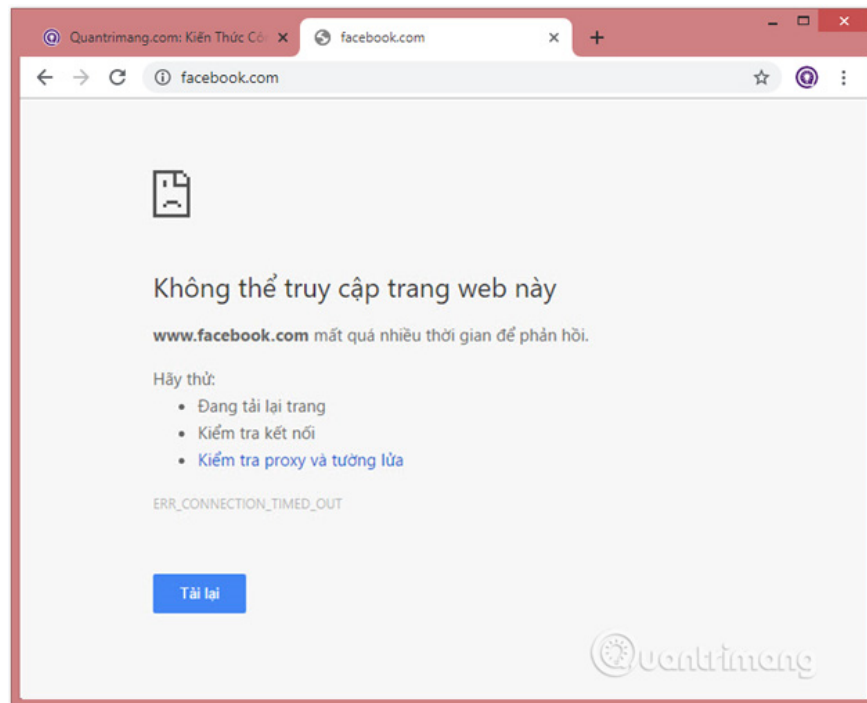 Quantrimang.com: Kiến Thức Cô
facebook.com
facebook.com
Không thể truy cập trang web này
www.facebook.com mất quá nhiều thời gian để phản hồi.
Hãy thử:
Đang tải lại trang
Kiểm tra kết nối
Kiểm tra proxy và tường lửa
ERR_CONNECTION_TIMED_OUT
Tải lại
Quantrimang